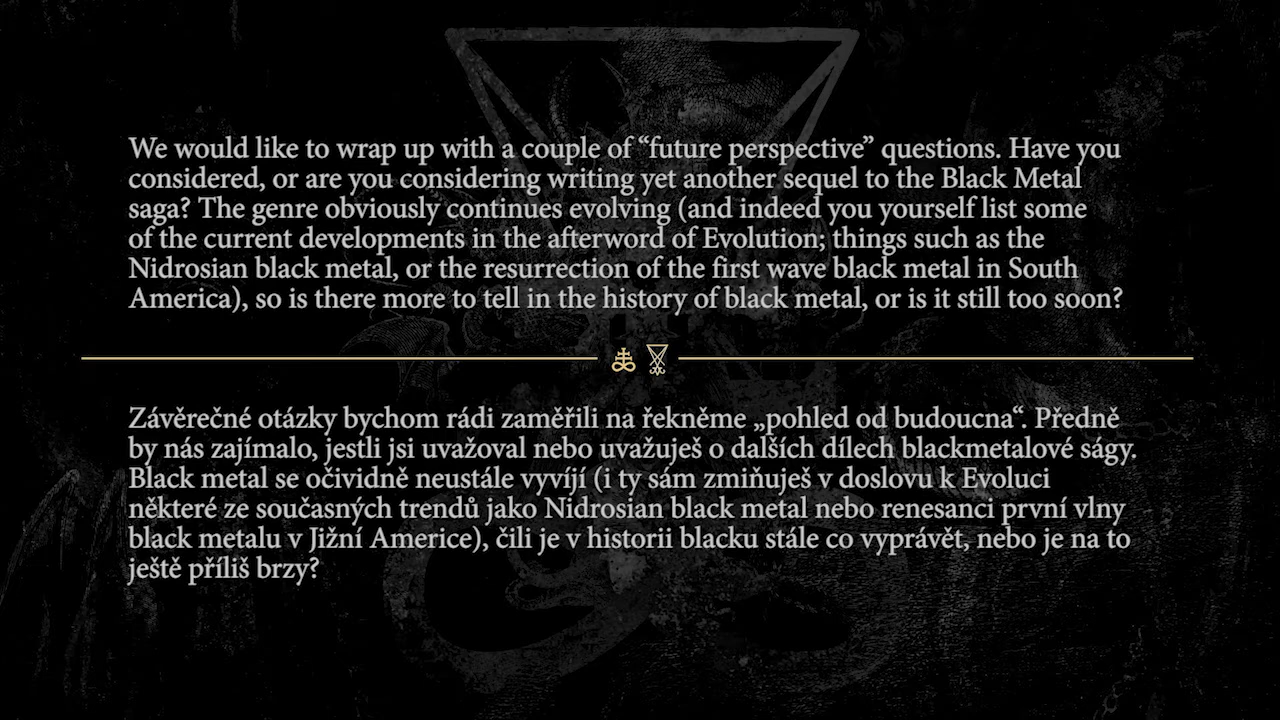 We would like to wrap up with a couple of “future perspective” questions. Have you
considered, or are you considering writing yet another sequel to the Black Metal
saga? The genre obviously continues evolving (and indeed you yourself list some
of the current developments in the afterword of Evolution; things such as the
Nidrosian black metal, or the resurrection of the first wave black metal in South
America), so is there more to tell in the history of black metal, or is it still too soon?
Závěrečné otázky bychom rádi zaměřili na řekněme „pohled od budoucna“. Předně
by nás zajímalo, jestli jsi uvažoval nebo uvažuješ o dalších dílech blackmetalové ságy.
Black metal se očividně neustále vyvíjí (i ty sám zmiňuješ v doslovu k Evoluci
některé ze současných trendů jako Nidrosian black metal nebo renesanci první vlny
black metalu v Jižní Americe), čili je v historii blacku stále co vyprávět, nebo je na to
ještě příliš brzy?